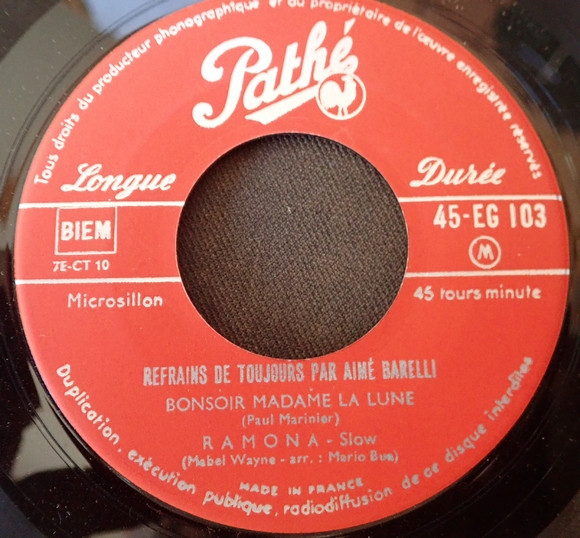 Tous droits du producteur phonographique et du propriétaire de l'œuvre enregistrée réservés
Pathé
Longue Durée
BIEM
45-EG 103
7E-CT 10
M
Microsillon
45 tours minute
REFRAINS DE TOUJOURS PAR AIMÉ BARELLI
BONSOIR MADAME LA LUNE
(Paul Marinier)
RAMONA - Slow
(Mabel Wayne - arr. : Mario Bua)
MADE IN FRANCE
Duplication, exécution publique, radiodiffusion de ce disque interdites